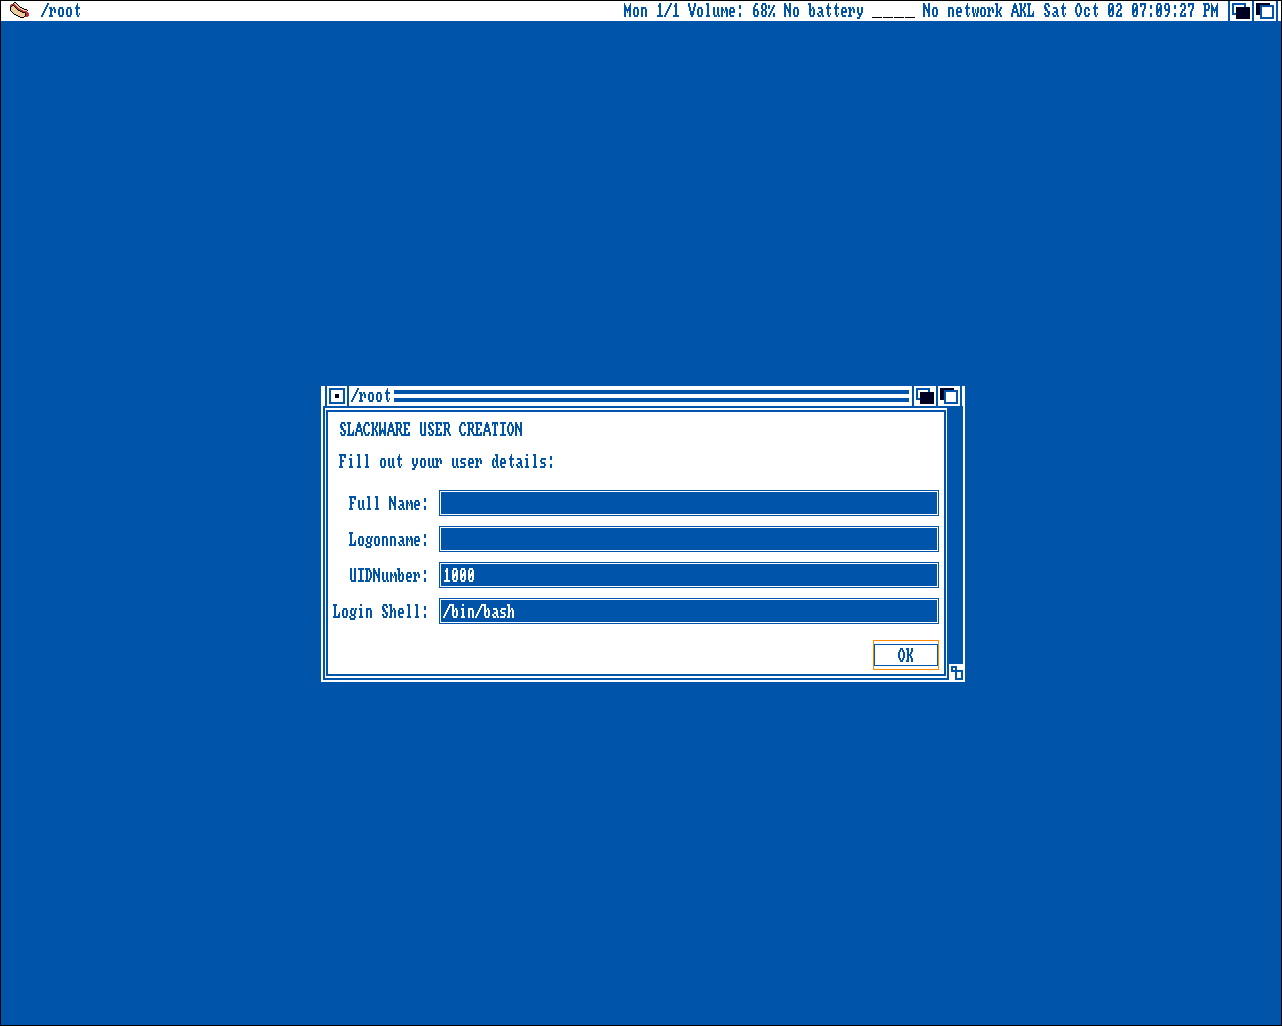 /root Mon 1/1 Volume: 68% No battery ____ No network AKL Sat Oct 02 07:09:27 PM
/root
SLACKWARE USER CREATION
Fill out your user details:
Full Name:
Logonname:
UIDNumber: 1000
Login Shell: /bin/bash
OK